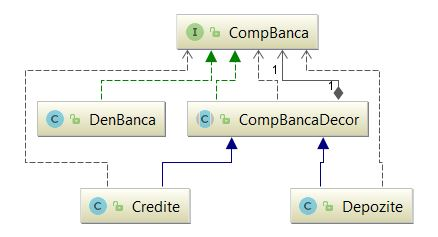 I CompBanca
1
1
C DenBanca
C CompBancaDecor
C Credite
C Depozite